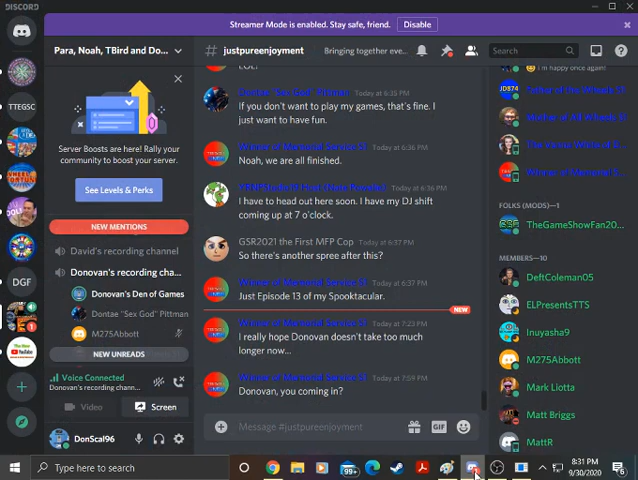 DISCORD
Streamer Mode is enabled. Stay safe, friend.
Disable
Para, Noah, TBird and Do...
# justpureenjoyment
Bringing together eve...
Search
Server Boosts are here! Rally your
community to boost your server.
See Levels & Perks
NEW MENTIONS
David's recording channel
Donovan's recording cha...
Donovan's Den of Games
Dontae "Sex God" Pittman
M275Abbott
NEW UNREADS
Voice Connected
Donovan's recording chann...
Video
Screen
DonScal96
TTEGSC
DGF
LOL!
Dontae "Sex God" Pittman Today at 6:35 PM
If you don't want to play my games, that's fine. I
just want to have fun.
Winner of Memorial Service S! Today at 6:36 PM
Noah, we are all finished.
Today at 6:36 PM
I have to head out here soon. I have my DJ shift
coming up at 7 o'clock.
GSR2021 the First MFP Cop Today at 6:37 PM
So there's another spree after this?
Winner of Memorial Service S! Today at 6:37 PM
Just Episode 13 of my Spooktacular.
NEW
Winner of Memorial Service S! Today at 7:23 PM
I really hope Donovan doesn't take too much
longer now...
Winner of Memorial Service S! Today at 7:59 PM
Donovan, you coming in?
Message #justpureenjoyment
GIF
I'm happy once again!
FOLKS (MODS)—1
TheGameShowFan20...
MEMBERS—10
DeftColeman05
ELPresentsTTS
Inuyasha9
M275Abbott
Mark Liotta
Matt Briggs
MattR
Type here to search
99+
8:31 PM
9/30/2020
6